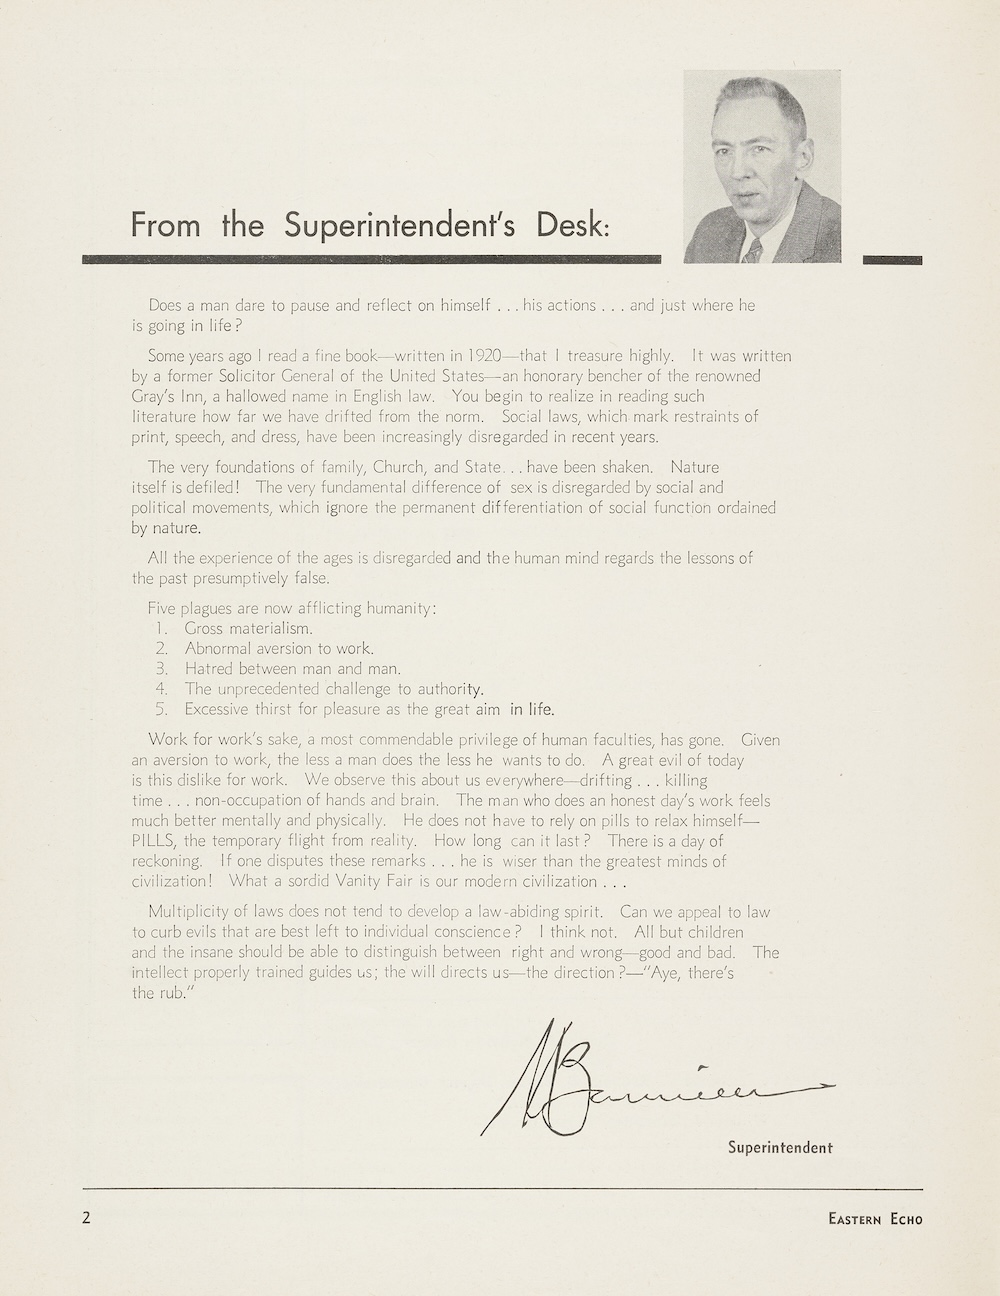 From the Superintendent's Desk:
Does a man dare to pause and reflect on himself . . . his actions . . . and just where he
is going in life?
Some years ago I read a fine book—written in 1920—that I treasure highly. It was written
by a former Solicitor General of the United States—an honorary bencher of the renowned
Gray's Inn, a hallowed name in English law. You begin to realize in reading such
literature how far we have drifted from the norm. Social laws, which mark restraints of
print, speech, and dress, have been increasingly disregarded in recent years.
The very foundations of family, Church, and State. . . have been shaken. Nature
itself is defiled! The very fundamental difference of sex is disregarded by social and
political movements, which ignore the permanent differentiation of social function ordained
by nature.
All the experience of the ages is disregarded and the human mind regards the lessons of
the past presumptively false.
Five plagues are now afflicting humanity:
1. Gross materialism.
2. Abnormal aversion to work.
3. Hatred between man and man.
4. The unprecedented challenge to authority.
5. Excessive thirst for pleasure as the great aim in life.
Work for work's sake, a most commendable privilege of human faculties, has gone. Given
an aversion to work, the less a man does the less he wants to do. A great evil of today
is this dislike for work. We observe this about us everywhere—drifting . . . killing
time . . . non-occupation of hands and brain. The man who does an honest day's work feels
much better mentally and physically. He does not have to rely on pills to relax himself—
PILLS, the temporary flight from reality. How long can it last? There is a day of
reckoning. If one disputes these remarks . . . he is wiser than the greatest minds of
civilization! What a sordid Vanity Fair is our modern civilization . . .
Multiplicity of laws does not tend to develop a law-abiding spirit. Can we appeal to law
to curb evils that are best left to individual conscience? I think not. All but children
and the insane should be able to distinguish between right and wrong—good and bad. The
intellect properly trained guides us; the will directs us—the direction?—"Aye, there's
the rub."
Superintendent
2
EASTERN ECHO